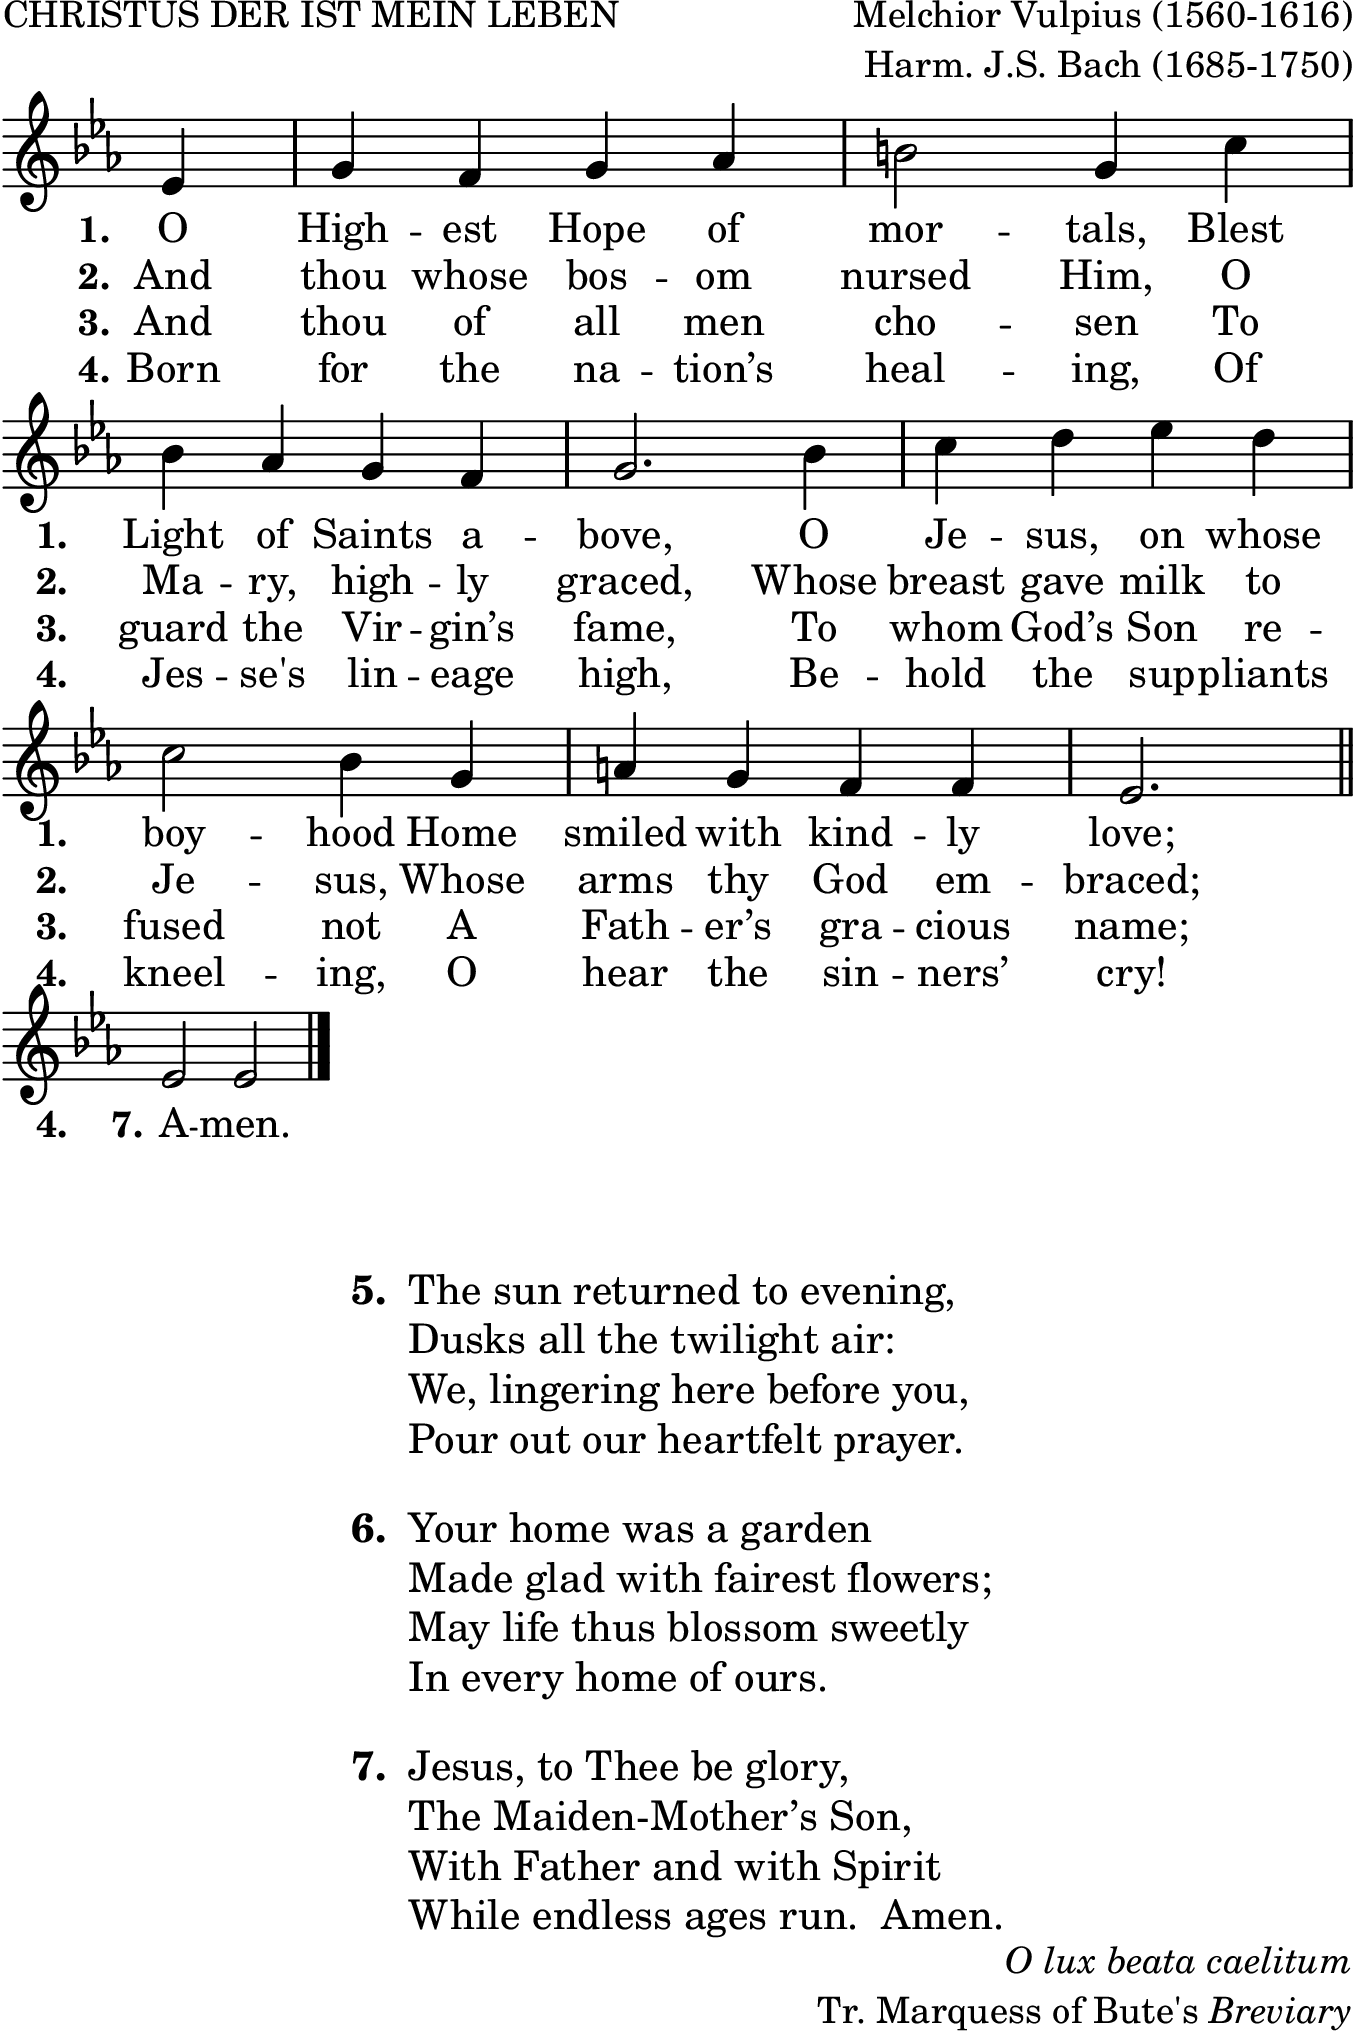 CHRISTUS DER IST MEIN LEBEN Melchior Vulpius (1560-1616)
Harm. J.S. Bach (1685-1750)
1. O High -- est Hope of mor -- tals, Blest
2. And thou whose bos -- om nursed Him, O
3. And thou of all men cho -- sen To
4. Born for the na -- tion’s heal -- ing, Of
1. Light of Saints a -- bove, O Je -- sus, on whose
2. Ma -- ry, high -- ly graced, Whose breast gave milk to
3. guard the Vir -- gin’s fame, To whom God’s Son re --
4. Jes -- se's lin -- eage high, Be -- hold the suppliants
1. boy -- hood Home smiled with kind -- ly love;
2. Je -- sus, Whose arms thy God em -- braced;
3. fused not A Fath -- er’s gra -- cious name;
4. kneel -- ing, O hear the sin -- ners’ cry!
4. 7. A-men.
5. The sun returned to evening,
Dusks all the twilight air:
We, lingering here before you,
Pour out our heartfelt prayer.
6. Your home was a garden
Made glad with fairest flowers;
May life thus blossom sweetly
In every home of ours.
7. Jesus, to Thee be glory,
The Maiden-Mother’s Son,
With Father and with Spirit
While endless ages run. Amen.
O lux beata caelitum
Tr. Marquess of Bute's Breviary